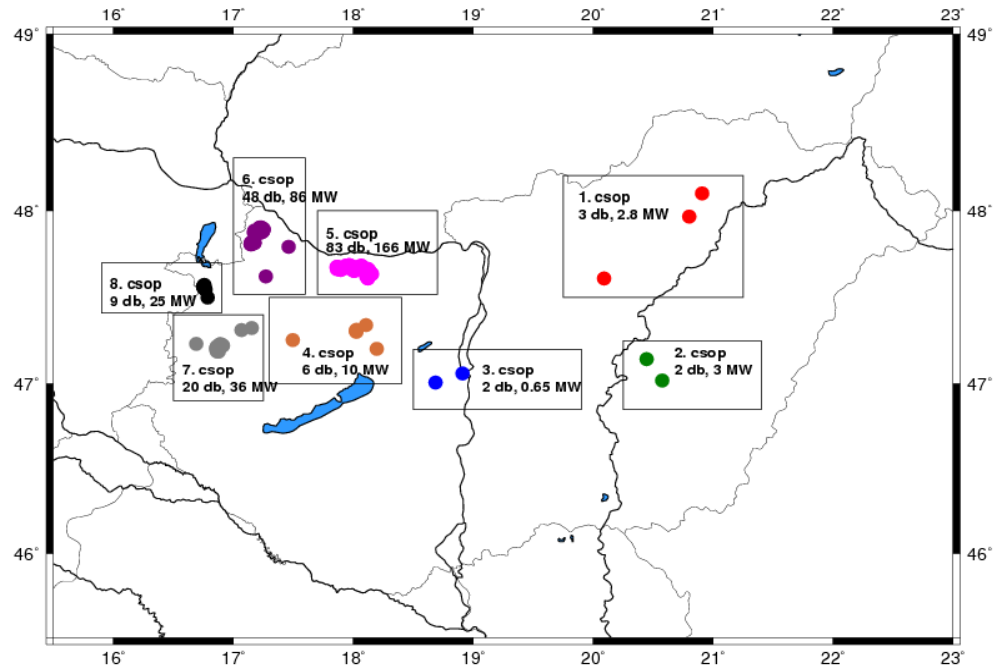 16° 17° 18° 19° 20° 21° 22° 23°
49° 49°
6. csop
48 db, 86 MW
1. csop
3 db, 2.8 MW
48° 48°
5. csop
83 db, 166 MW
8. csop
9 db, 25 MW
4. csop
6 db, 10 MW
2. csop
2 db, 3 MW
7. csop
20 db, 36 MW
3. csop
2 db, 0.65 MW
47° 47°
46° 46°
16° 17° 18° 19° 20° 21° 22° 23°